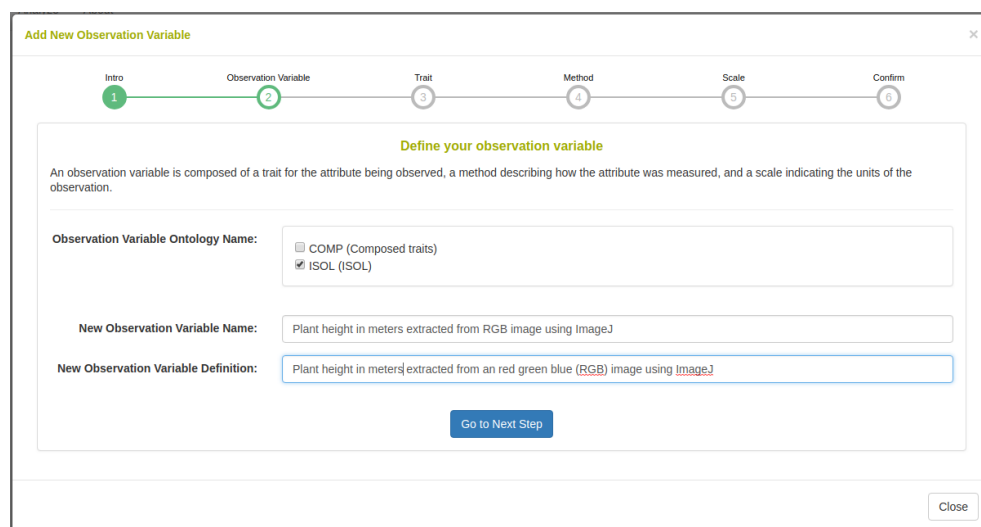 Add New Observation Variable
×
Intro
Observation Variable
Trait
Method
Scale
Confirm
1
2
3
4
5
6
Define your observation variable
An observation variable is composed of a trait for the attribute being observed, a method describing how the attribute was measured, and a scale indicating the units of the
observation.
Observation Variable Ontology Name:
COMP (Composed traits)
ISOL (ISOL)
New Observation Variable Name:
Plant height in meters extracted from RGB image using ImageJ
New Observation Variable Definition:
Plant height in meters extracted from an red green blue (RGB) image using ImageJ
Go to Next Step
Close